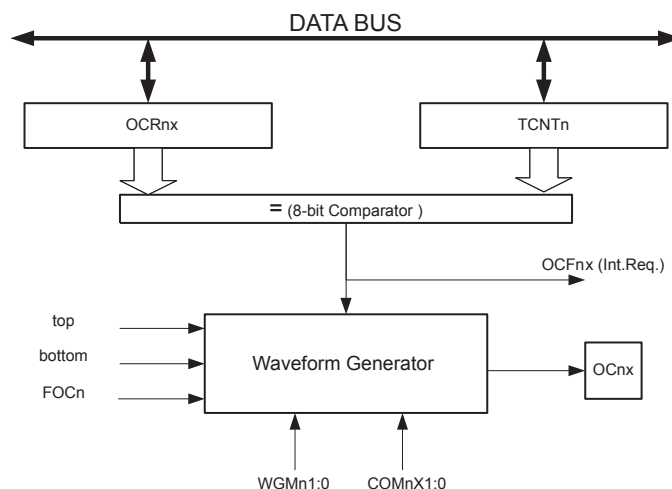 DATA BUS
OCRnx
TCNTn
= (8-bit Comparator )
OCFnx (Int.Req.)
top
bottom
FOCn
Waveform Generator
OCnx
WGMn1:0
COMnX1:0